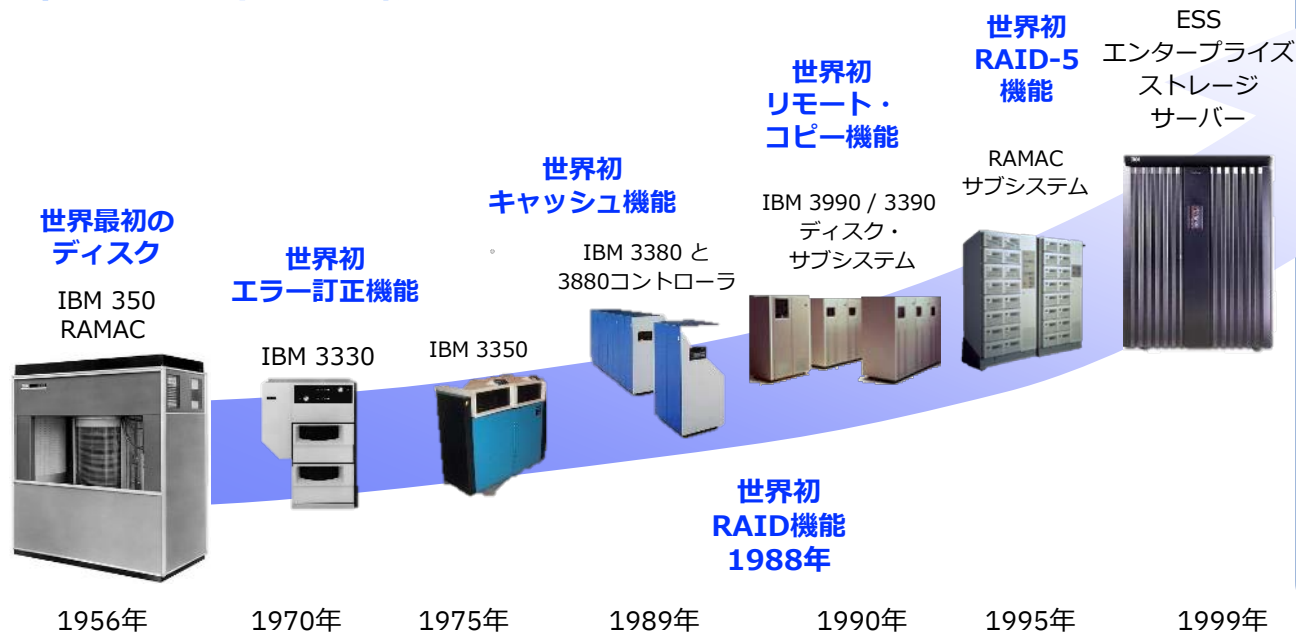 世界最初の
ディスク
IBM 350
RAMAC
世界初
エラー訂正機能
IBM 3330
IBM 3350
世界初
キャッシュ機能
IBM 3380 と
3880コントローラ
世界初
リモート・
コピー機能
IBM 3990 / 3390
ディスク・
サブシステム
世界初
RAID-5
機能
RAMAC
サブシステム
ESS
エンタープライズ
ストレージ
サーバー
世界初
RAID機能
1988年
1956年
1970年
1975年
1989年
1990年
1995年
1999年